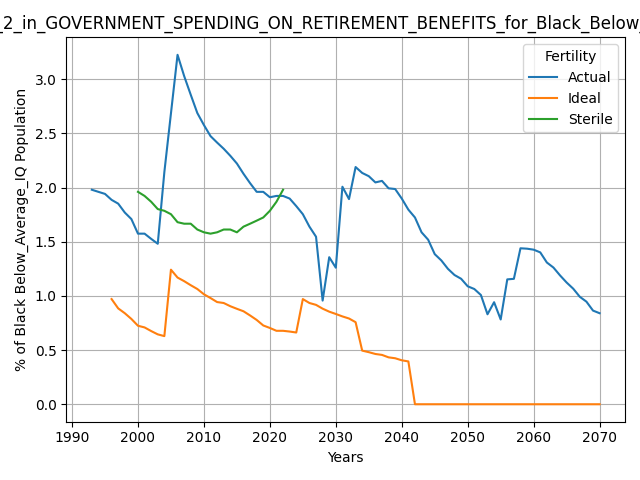 _2_in_GOVERNMENT_SPENDING_ON_RETIREMENT_BENEFITS_for_Black_Below_
Fertility
Actual
Ideal
Sterile
% of Black Below_Average_IQ Population
3.0
2.5
2.0
1.5
1.0
0.5
0.0
1990 2000 2010 2020 2030 2040 2050 2060 2070
Years